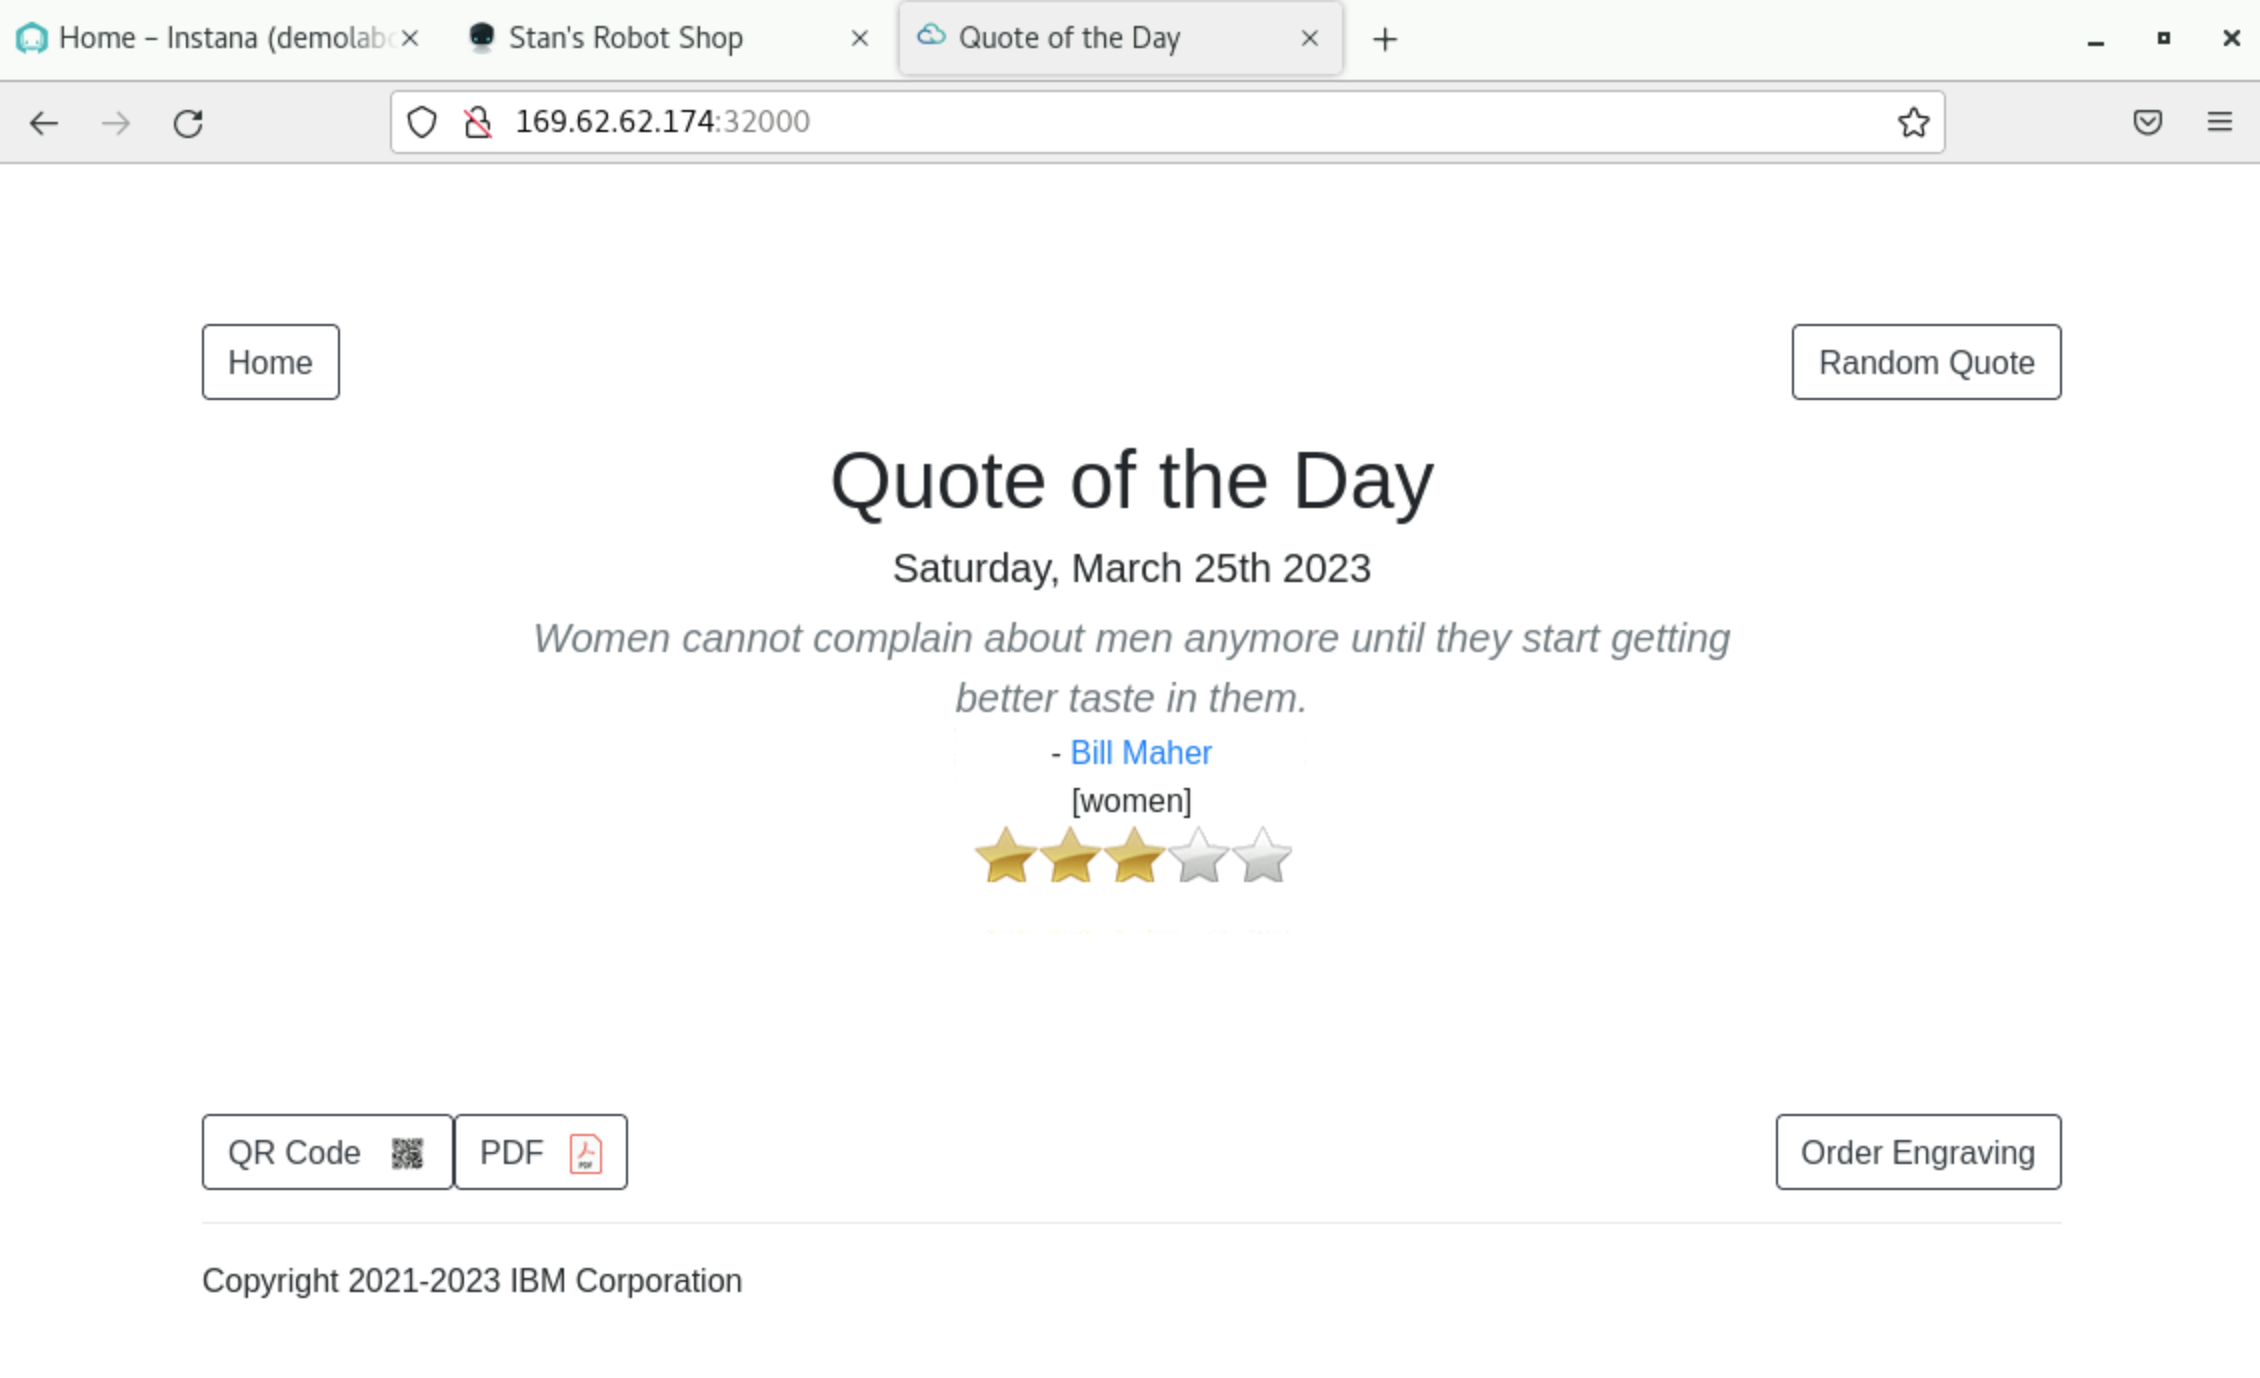 Home – Instana (demolab
Stan's Robot Shop
Quote of the Day
169.62.62.174:32000
Home
Random Quote
Quote of the Day
Saturday, March 25th 2023
Women cannot complain about men anymore until they start getting
better taste in them.
- Bill Maher
[women]
QR Code
PDF
PDF
Order Engraving
Copyright 2021-2023 IBM Corporation